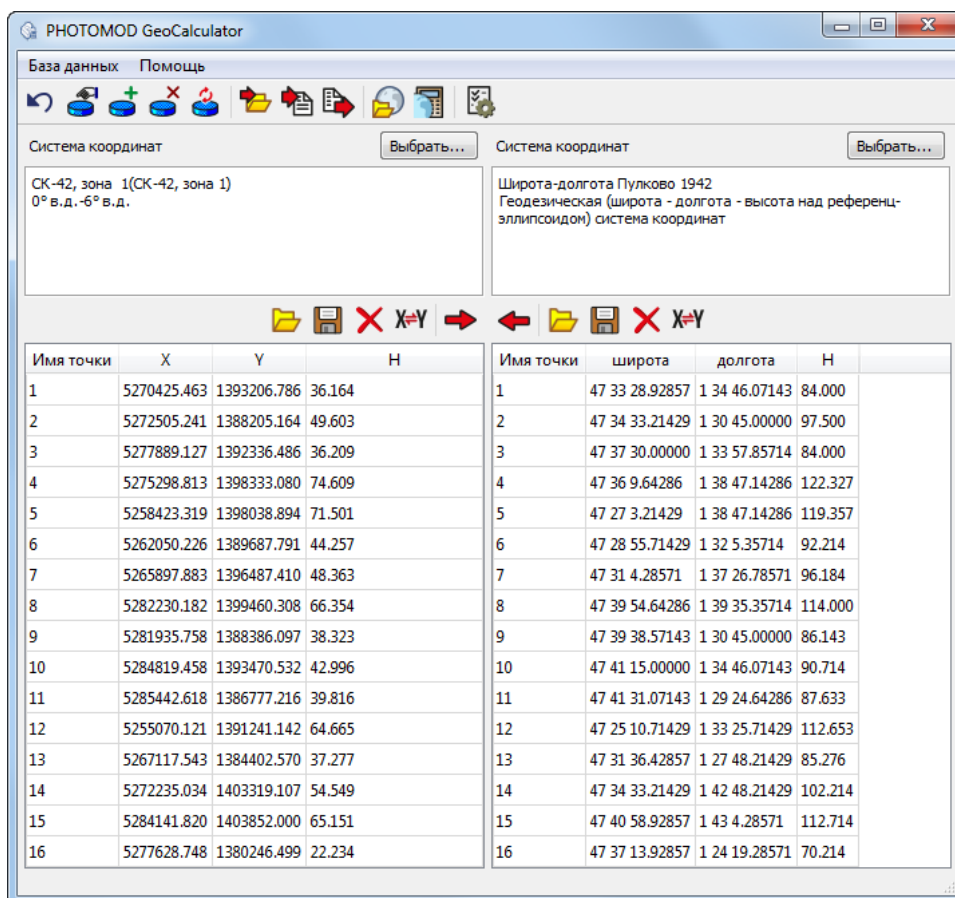 PHOTOMOD GeoCalculator
База данных Помощь
Система координат Выбрать... Система координат Выбрать...
СК-42, зона 1(СК-42, зона 1)
0° в.д.-6° в.д.
Широта-долгота Пулково 1942
Геодезическая (широта - долгота - высота над референц-
эллипсоидом) система координат
X⇌Y X⇌Y
Имя точки X Y H Имя точки широта долгота H
1 5270425.463 1393206.786 36.164 1 47 33 28.92857 1 34 46.07143 84.000
2 5272505.241 1388205.164 49.603 2 47 34 33.21429 1 30 45.00000 97.500
3 5277889.127 1392336.486 36.209 3 47 37 30.00000 1 33 57.85714 84.000
4 5275298.813 1398333.080 74.609 4 47 36 9.64286 1 38 47.14286 122.327
5 5258423.319 1398038.894 71.501 5 47 27 3.21429 1 38 47.14286 119.357
6 5262050.226 1389687.791 44.257 6 47 28 55.71429 1 32 5.35714 92.214
7 5265897.883 1396487.410 48.363 7 47 31 4.28571 1 37 26.78571 96.184
8 5282230.182 1399460.308 66.354 8 47 39 54.64286 1 39 35.35714 114.000
9 5281935.758 1388386.097 38.323 9 47 39 38.57143 1 30 45.00000 86.143
10 5284819.458 1393470.532 42.996 10 47 41 15.00000 1 34 46.07143 90.714
11 5285442.618 1386777.216 39.816 11 47 41 31.07143 1 29 24.64286 87.633
12 5255070.121 1391241.142 64.665 12 47 25 10.71429 1 33 25.71429 112.653
13 5267117.543 1384402.570 37.277 13 47 31 36.42857 1 27 48.21429 85.276
14 5272235.034 1403319.107 54.549 14 47 34 33.21429 1 42 48.21429 102.214
15 5284141.820 1403852.000 65.151 15 47 40 58.92857 1 43 4.28571 112.714
16 5277628.748 1380246.499 22.234 16 47 37 13.92857 1 24 19.28571 70.214